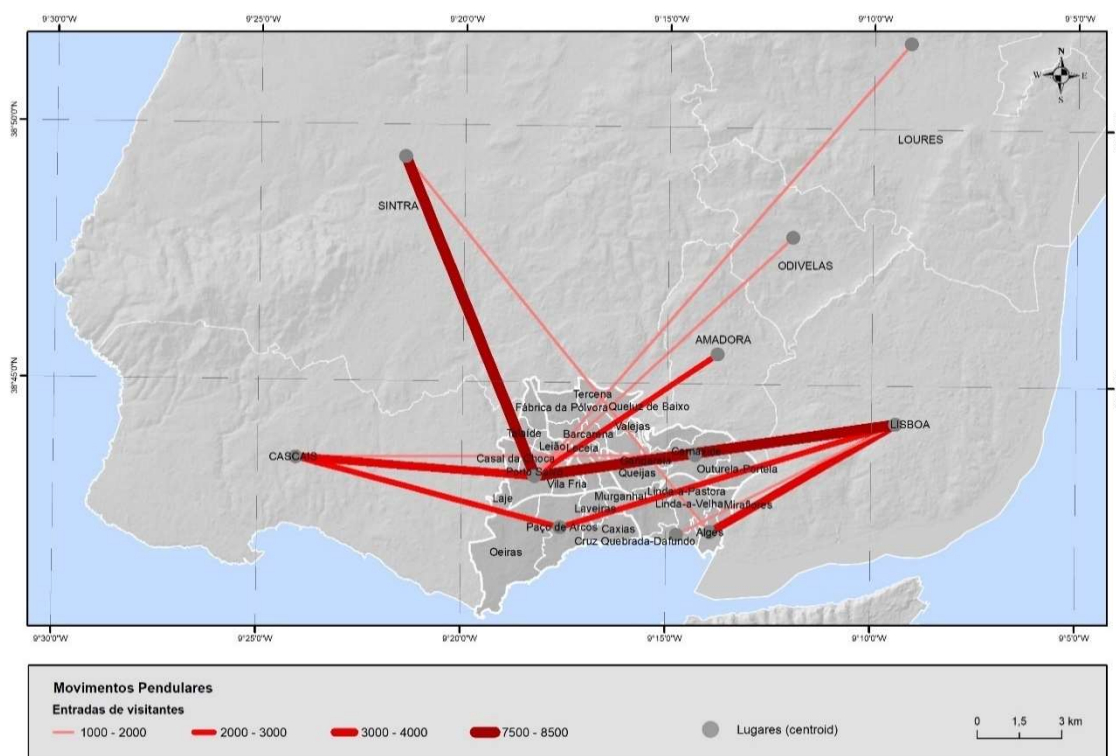 9°30'0"W 9°25'0"W 9°20'0"W 9°15'0"W 9°10'0"W 9°5'0"W
N
W E
S
38°50'0"N
LOURES
SINTRA
ODIVELAS
AMADORA
38°45'0"N
Tercena
Fábrica da Pólvora
Queluz de Baixo
Valejas
LISBOA
Barcarena
Leião
Leceia
CASCAIS
Casal da Choca
Carnaxide
Porto Salvo
Queijas
Outurela-Portela
Vila Fria
Laje
Murganhal
Linda-a-Pastora
Laveiras
Linda-a-Velha
Miraflores
Paço de Arcos
Caxias
Algés
Cruz Quebrada-Dafundo
Oeiras
9°30'0"W 9°25'0"W 9°20'0"W 9°15'0"W 9°10'0"W 9°5'0"W
Movimentos Pendulares
Entradas de visitantes
1000 - 2000 2000 - 3000 3000 - 4000 7500 - 8500 Lugares (centroid)
0 1,5 3 km